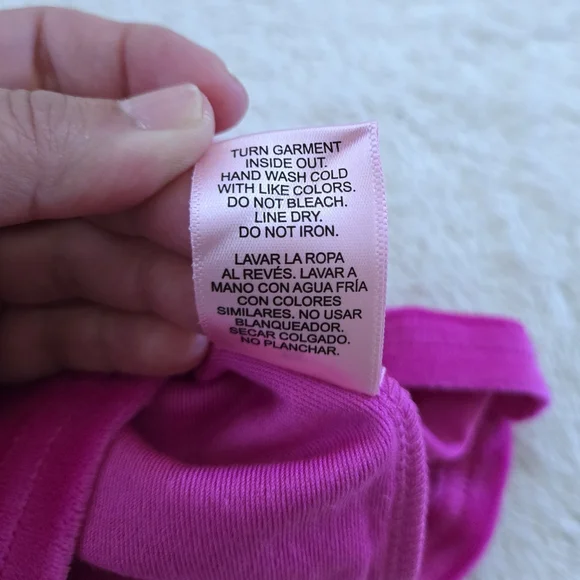 TURN GARMENT
INSIDE OUT.
HAND WASH COLD
WITH LIKE COLORS.
DO NOT BLEACH.
LINE DRY.
DO NOT IRON.
LAVAR LA ROPA
AL REVÉS. LAVAR A
MANO CON AGUA FRÍA
CON COLORES
SIMILARES. NO USAR
BLANQUEADOR.
SECAR COLGADO.
NO PLANCHAR.